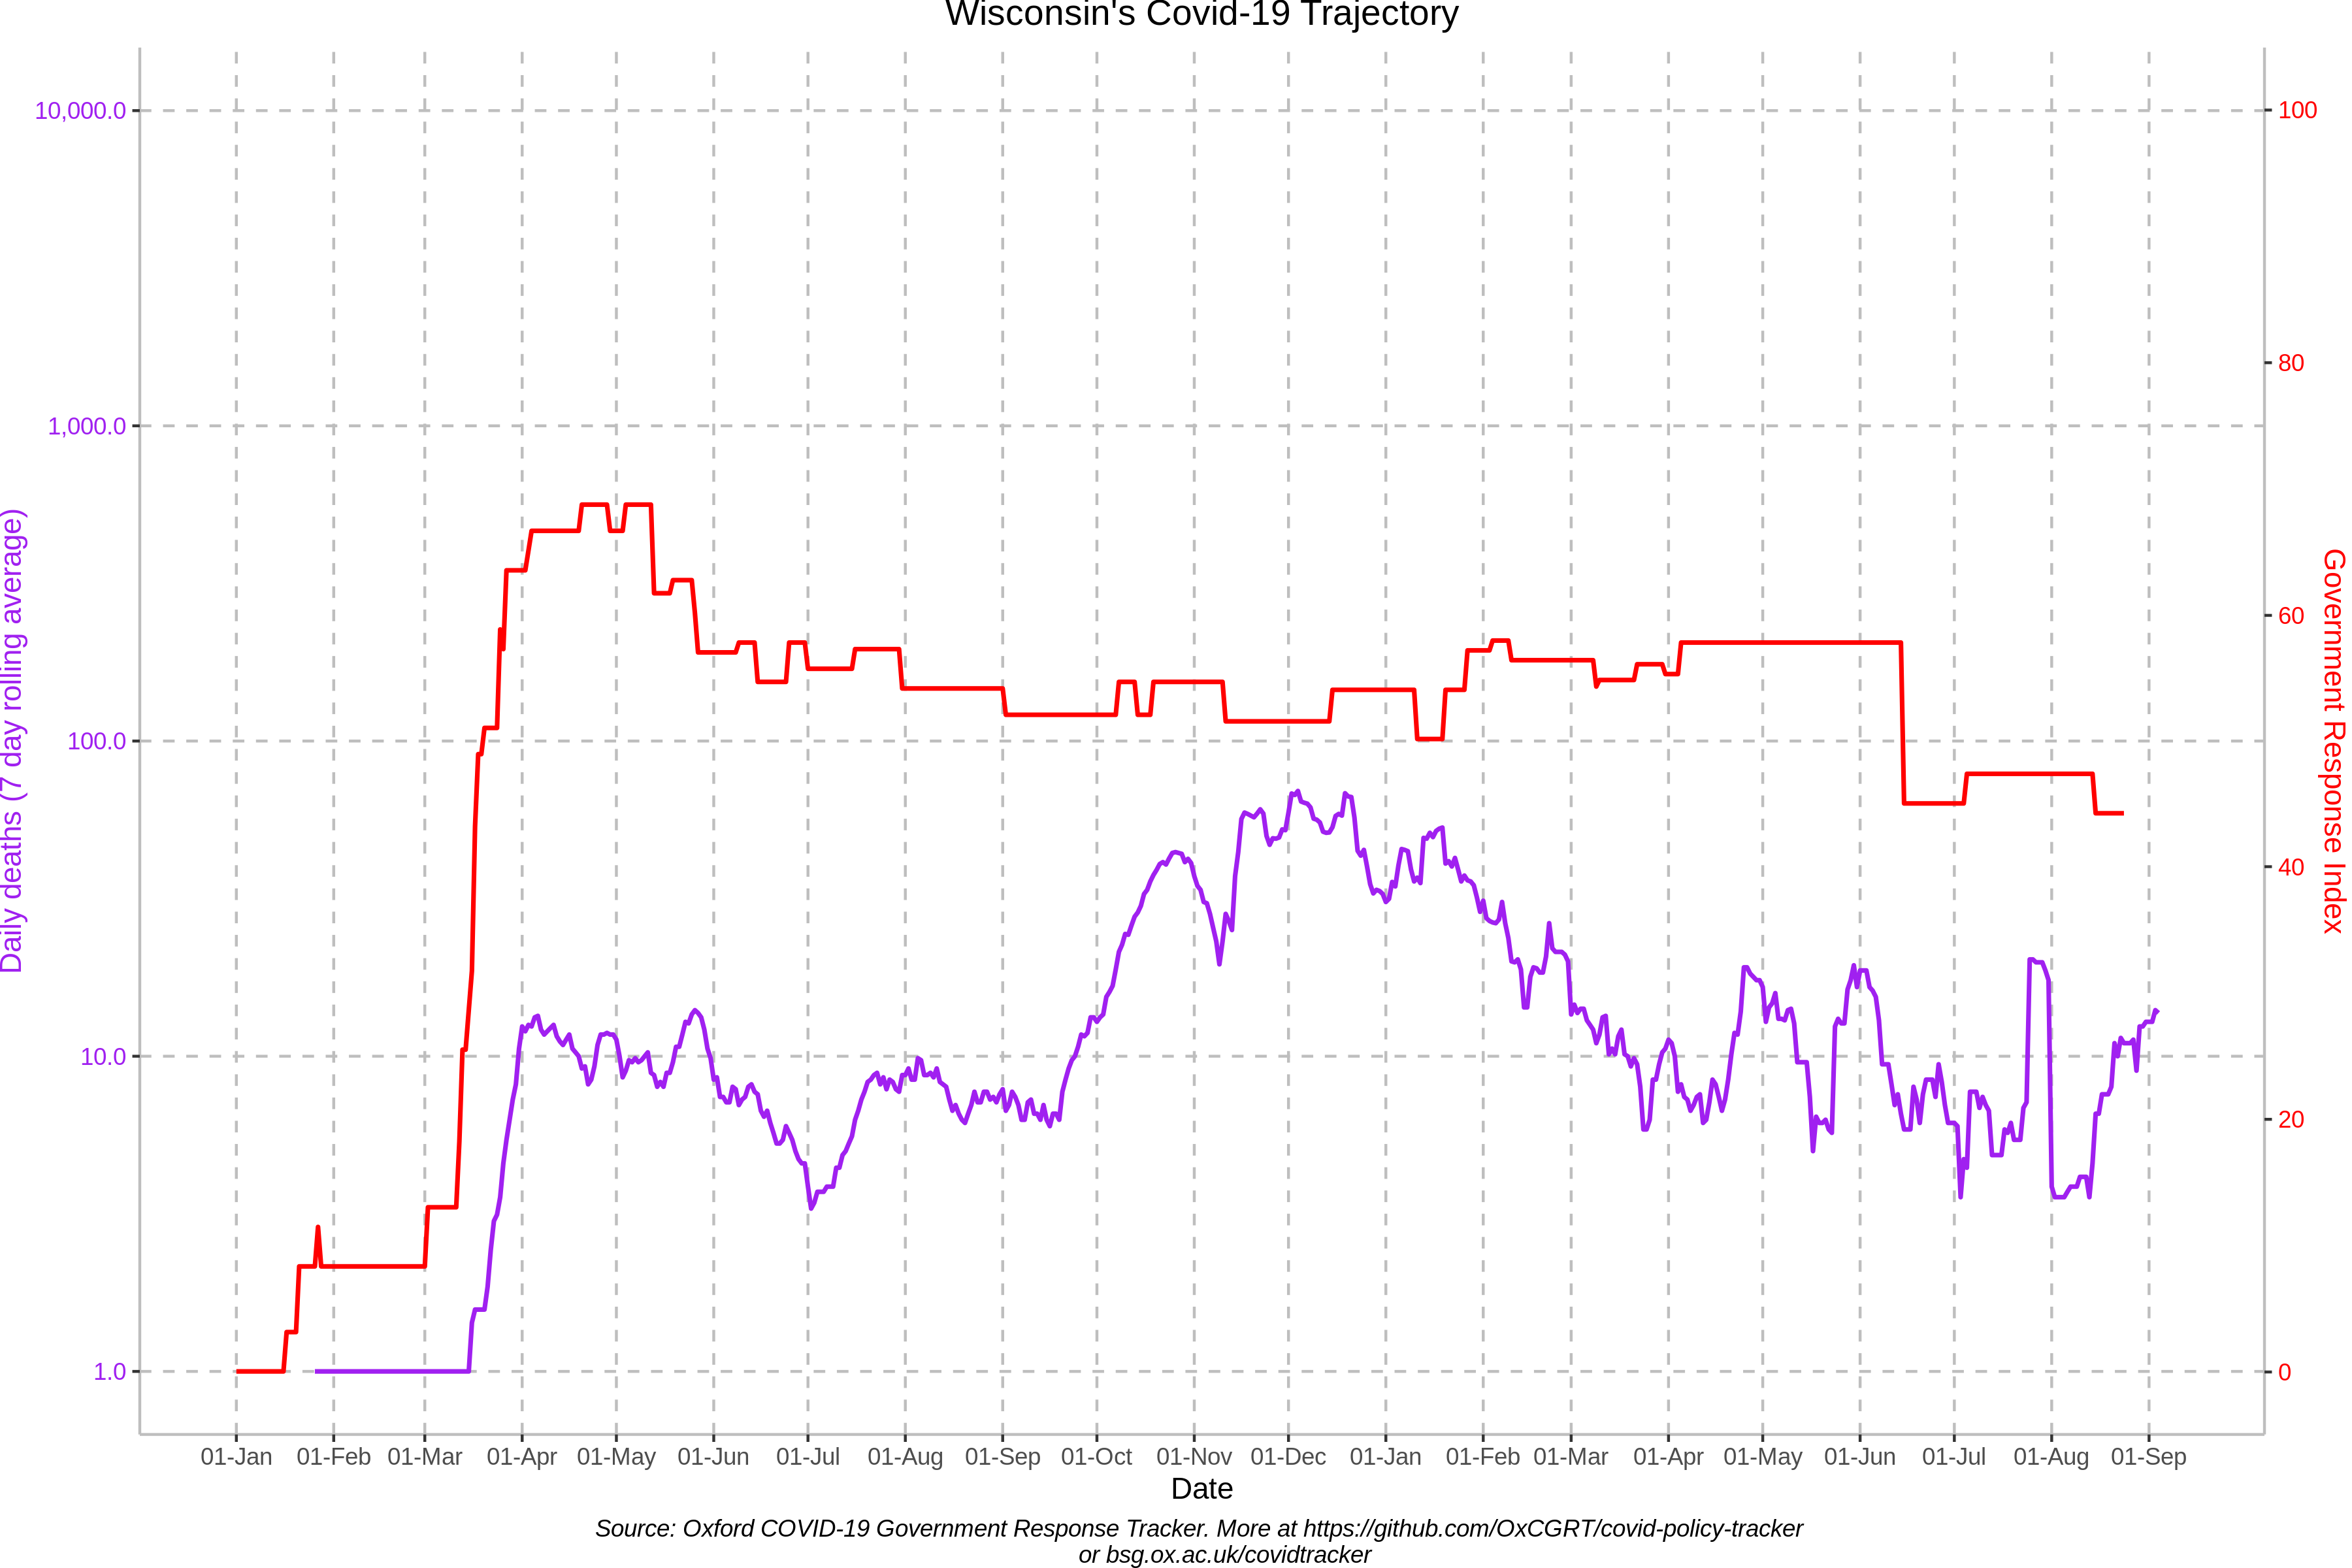 Wisconsin's Covid-19 Trajectory
10,000.0
1,000.0
100.0
10.0
1.0
Daily deaths (7 day rolling average)
100
80
60
40
20
0
Government Response Index
01-Jan 01-Feb 01-Mar 01-Apr 01-May 01-Jun 01-Jul 01-Aug 01-Sep 01-Oct 01-Nov 01-Dec 01-Jan 01-Feb 01-Mar 01-Apr 01-May 01-Jun 01-Jul 01-Aug 01-Sep
Date
Source: Oxford COVID-19 Government Response Tracker. More at https://github.com/OxCGRT/covid-policy-tracker
or bsg.ox.ac.uk/covidtracker